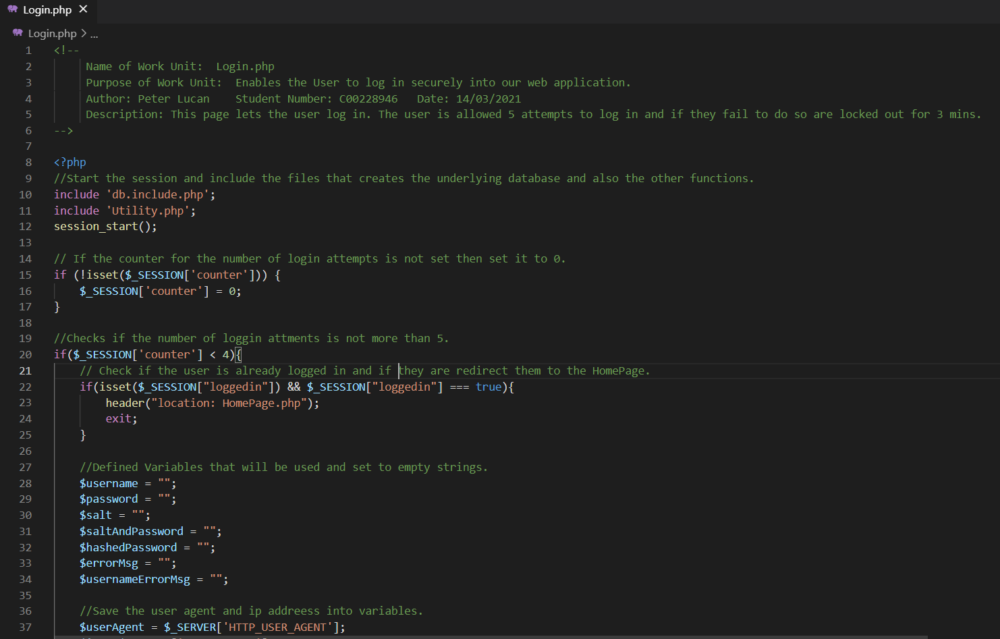 Login.php ×
Login.php > ...
1 <!--
2 Name of Work Unit: Login.php
3 Purpose of Work Unit: Enables the User to log in securely into our web application.
4 Author: Peter Lucan Student Number: C00228946 Date: 14/03/2021
5 Description: This page lets the user log in. The user is allowed 5 attempts to log in and if they fail to do so are locked out for 3 mins.
6 -->
7
8 <?php
9 //Start the session and include the files that creates the underlying database and also the other functions.
10 include 'db.include.php';
11 include 'Utility.php';
12 session_start();
13
14 // If the counter for the number of login attempts is not set then set it to 0.
15 if (!isset($_SESSION['counter'])) {
16 $_SESSION['counter'] = 0;
17 }
18
19 //Checks if the number of loggin attments is not more than 5.
20 if($_SESSION['counter'] < 4){
21 // Check if the user is already logged in and if they are redirect them to the HomePage.
22 if(isset($_SESSION["loggedin"]) && $_SESSION["loggedin"] === true){
23 header("location: HomePage.php");
24 exit;
25 }
26
27 //Defined Variables that will be used and set to empty strings.
28 $username = "";
29 $password = "";
30 $salt = "";
31 $saltAndPassword = "";
32 $hashedPassword = "";
33 $errorMsg = "";
34 $usernameErrorMsg = "";
35
36 //Save the user agent and ip addreess into variables.
37 $userAgent = $_SERVER['HTTP_USER_AGENT'];